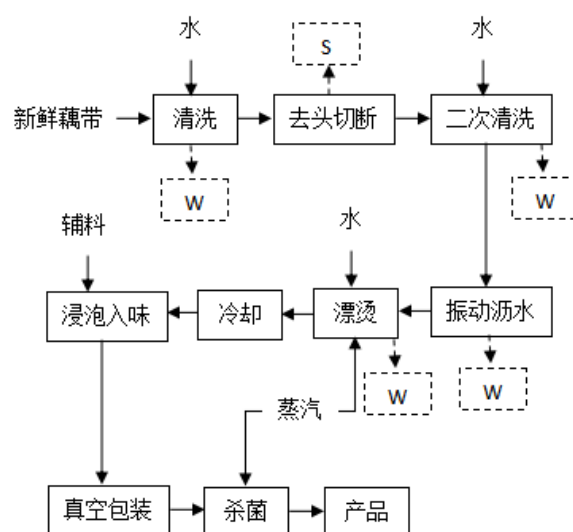 水
S
水
新鲜藕带
清洗
去头切断
二次清洗
W
W
辅料
水
浸泡入味
冷却
漂烫
振动沥水
W
W
蒸汽
真空包装
杀菌
产品